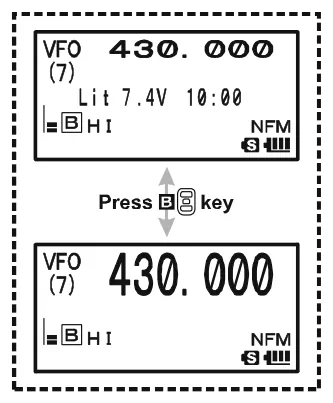 VFO 430.000
(7)
Lit 7.4V 10:00
B HI NFM
S
Press B key
VFO 430.000
(7)
B HI NFM
S